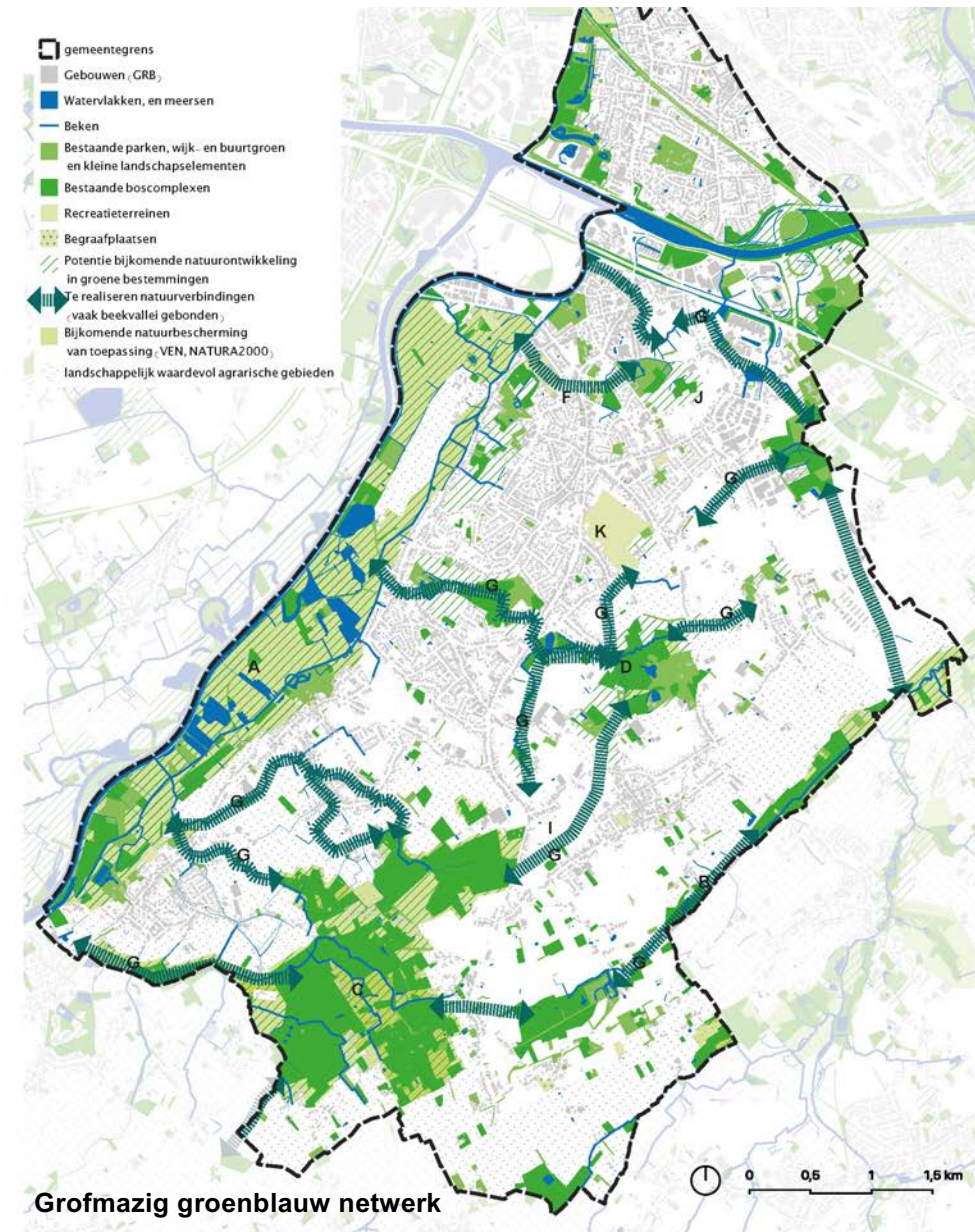 gemeentegrens
Gebouwen (GRB)
Watervlakken, en meersen
Beken
Bestaande parken, wijk- en buurtgroen
en kleine landschapselementen
Bestaande boscomplexen
Recreatieterreinen
Begraafplaatsen
Potentie bijkomende natuurontwikkeling
in groene bestemmingen
Te realiseren natuurverbindingen
(vaak beekvallei gebonden)
Bijkomende natuurbescherming
van toepassing (VEN, NATURA2000)
landschappelijk waardevol agrarische gebieden
G
F
J
G
K
G
G
G
A
D
G
G
I
G
G
B
G
G
C
0 0,5 1 1,5 km
Grofmazig groenblauw netwerk